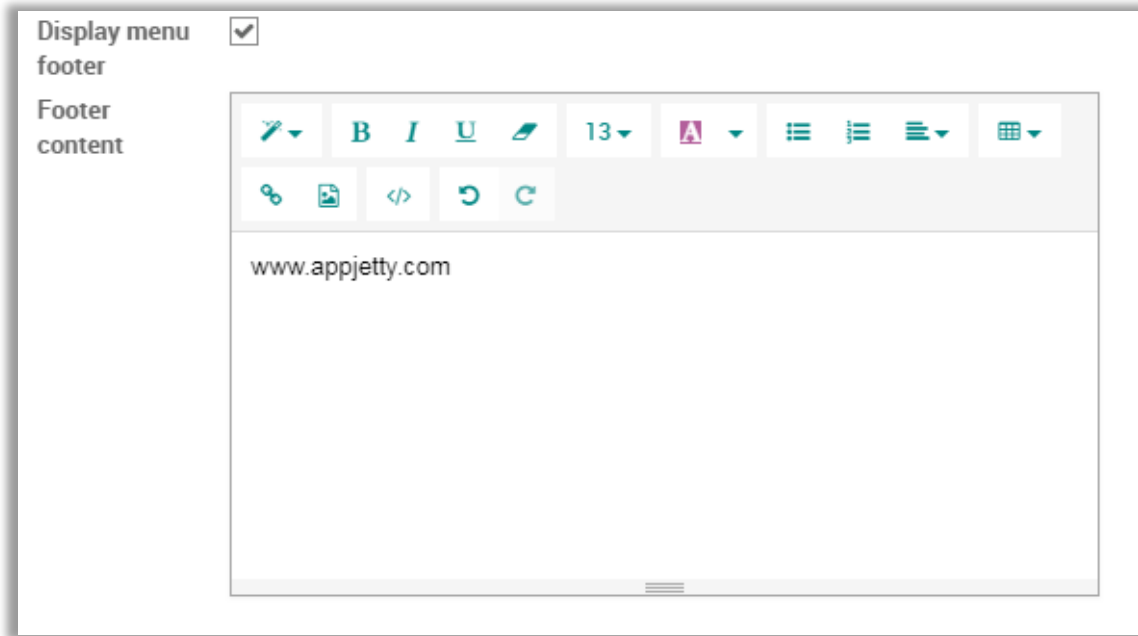 Display menu
footer
Footer
content
B I U 13 A
www.appjetty.com